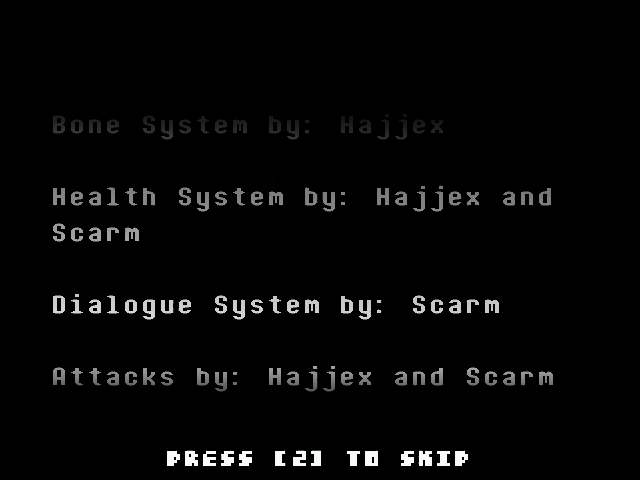 Bone System by: Hajjex
Health System by: Hajjex and
Scarm
Dialogue System by: Scarm
Attacks by: Hajjex and Scarm
PRESS [2] TO SKIP